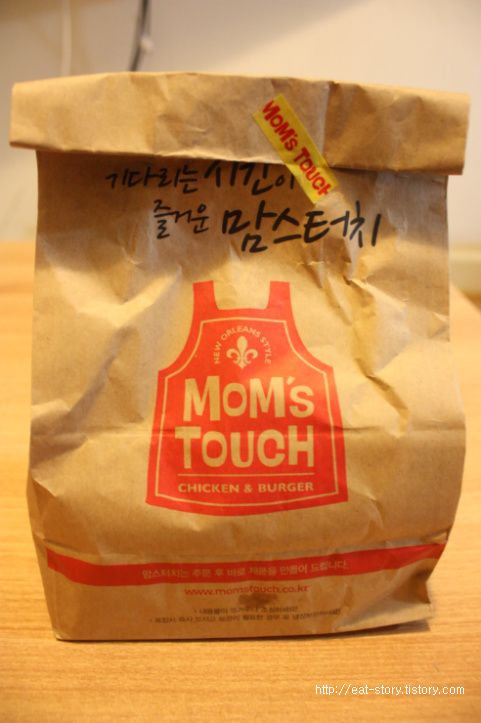 MOM'S TOUCH
기다리는 시간이
즐거운 맘스터치
NEW ORLEANS STYLE
MOM'S
TOUCH
CHICKEN & BURGER
맘스터치는 주문 후 바로 제품을 만들어 드립니다.
www.momstouch.co.kr
http://eat-story.tistory.com